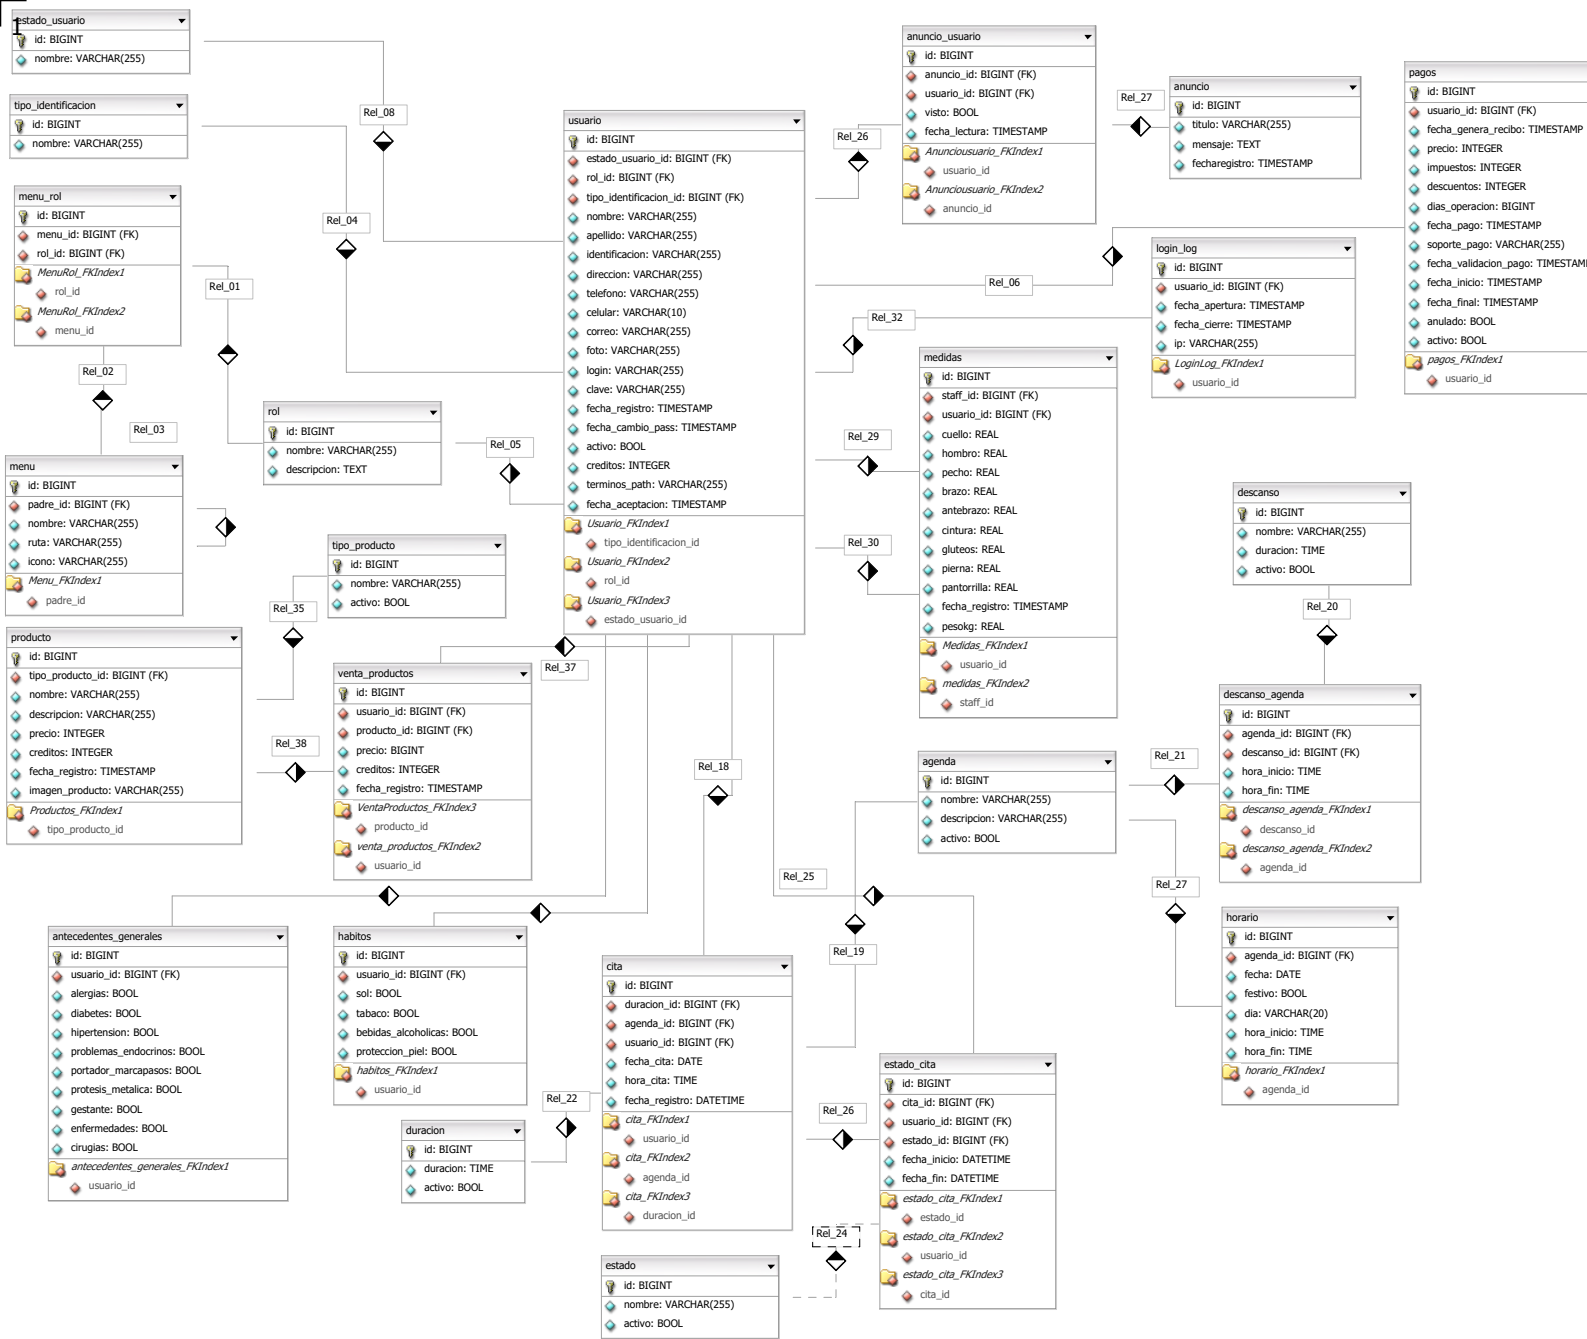 1
estado_usuario
id: BIGINT
nombre: VARCHAR(255)
tipo_identificacion
id: BIGINT
nombre: VARCHAR(255)
menu_rol
id: BIGINT
menu_id: BIGINT (FK)
rol_id: BIGINT (FK)
MenuRol_FKIndex1
rol_id
MenuRol_FKIndex2
menu_id
Rel_02
Rel_03
menu
id: BIGINT
padre_id: BIGINT (FK)
nombre: VARCHAR(255)
ruta: VARCHAR(255)
icono: VARCHAR(255)
Menu_FKIndex1
padre_id
Rel_08
Rel_04
Rel_01
rol
id: BIGINT
nombre: VARCHAR(255)
descripcion: TEXT
Rel_05
usuario
id: BIGINT
estado_usuario_id: BIGINT (FK)
rol_id: BIGINT (FK)
tipo_identificacion_id: BIGINT (FK)
nombre: VARCHAR(255)
apellido: VARCHAR(255)
identificacion: VARCHAR(255)
direccion: VARCHAR(255)
telefono: VARCHAR(255)
celular: VARCHAR(10)
correo: VARCHAR(255)
foto: VARCHAR(255)
login: VARCHAR(255)
clave: VARCHAR(255)
fecha_registro: TIMESTAMP
fecha_cambio_pass: TIMESTAMP
activo: BOOL
creditos: INTEGER
terminos_path: VARCHAR(255)
fecha_aceptacion: TIMESTAMP
Usuario_FKIndex1
tipo_identificacion_id
Usuario_FKIndex2
rol_id
Usuario_FKIndex3
estado_usuario_id
anuncio_usuario
id: BIGINT
anuncio_id: BIGINT (FK)
usuario_id: BIGINT (FK)
visto: BOOL
fecha_lectura: TIMESTAMP
Anunciousuario_FKIndex1
usuario_id
Anunciousuario_FKIndex2
anuncio_id
Rel_26
Rel_27
anuncio
id: BIGINT
titulo: VARCHAR(255)
mensaje: TEXT
fecharegistro: TIMESTAMP
pagos
id: BIGINT
usuario_id: BIGINT (FK)
fecha_genera_recibo: TIMESTAMP
precio: INTEGER
impuestos: INTEGER
descuentos: INTEGER
dias_operacion: BIGINT
fecha_pago: TIMESTAMP
soporte_pago: VARCHAR(255)
fecha_validacion_pago: TIMESTAMP
fecha_inicio: TIMESTAMP
fecha_final: TIMESTAMP
anulado: BOOL
activo: BOOL
pagos_FKIndex1
usuario_id
Rel_06
Rel_32
login_log
id: BIGINT
usuario_id: BIGINT (FK)
fecha_apertura: TIMESTAMP
fecha_cierre: TIMESTAMP
ip: VARCHAR(255)
LoginLog_FKIndex1
usuario_id
Rel_29
Rel_30
medidas
id: BIGINT
staff_id: BIGINT (FK)
usuario_id: BIGINT (FK)
cuello: REAL
hombro: REAL
pecho: REAL
brazo: REAL
antebrazo: REAL
cintura: REAL
gluteos: REAL
pierna: REAL
pantorrilla: REAL
fecha_registro: TIMESTAMP
pesokg: REAL
Medidas_FKIndex1
usuario_id
medidas_FKIndex2
staff_id
descanso
id: BIGINT
nombre: VARCHAR(255)
duracion: TIME
activo: BOOL
Rel_20
tipo_producto
id: BIGINT
nombre: VARCHAR(255)
activo: BOOL
Rel_35
producto
id: BIGINT
tipo_producto_id: BIGINT (FK)
nombre: VARCHAR(255)
descripcion: VARCHAR(255)
precio: INTEGER
creditos: INTEGER
fecha_registro: TIMESTAMP
imagen_producto: VARCHAR(255)
Productos_FKIndex1
tipo_producto_id
Rel_38
Rel_37
venta_productos
id: BIGINT
usuario_id: BIGINT (FK)
producto_id: BIGINT (FK)
precio: BIGINT
creditos: INTEGER
fecha_registro: TIMESTAMP
VentaProductos_FKIndex3
producto_id
venta_productos_FKIndex2
usuario_id
Rel_18
agenda
id: BIGINT
nombre: VARCHAR(255)
descripcion: VARCHAR(255)
activo: BOOL
Rel_21
descanso_agenda
id: BIGINT
agenda_id: BIGINT (FK)
descanso_id: BIGINT (FK)
hora_inicio: TIME
hora_fin: TIME
descanso_agenda_FKIndex1
descanso_id
descanso_agenda_FKIndex2
agenda_id
Rel_25
Rel_27
horario
id: BIGINT
agenda_id: BIGINT (FK)
fecha: DATE
festivo: BOOL
dia: VARCHAR(20)
hora_inicio: TIME
hora_fin: TIME
horario_FKIndex1
agenda_id
antecedentes_generales
id: BIGINT
usuario_id: BIGINT (FK)
alergias: BOOL
diabetes: BOOL
hipertension: BOOL
problemas_endocrinos: BOOL
portador_marcapasos: BOOL
protesis_metalica: BOOL
gestante: BOOL
enfermedades: BOOL
cirugias: BOOL
antecedentes_generales_FKIndex1
usuario_id
habitos
id: BIGINT
usuario_id: BIGINT (FK)
sol: BOOL
tabaco: BOOL
bebidas_alcoholicas: BOOL
proteccion_piel: BOOL
habitos_FKIndex1
usuario_id
Rel_22
duracion
id: BIGINT
duracion: TIME
activo: BOOL
cita
id: BIGINT
duracion_id: BIGINT (FK)
agenda_id: BIGINT (FK)
usuario_id: BIGINT (FK)
fecha_cita: DATE
hora_cita: TIME
fecha_registro: DATETIME
cita_FKIndex1
usuario_id
cita_FKIndex2
agenda_id
cita_FKIndex3
duracion_id
Rel_19
Rel_26
estado_cita
id: BIGINT
cita_id: BIGINT (FK)
usuario_id: BIGINT (FK)
estado_id: BIGINT (FK)
fecha_inicio: DATETIME
fecha_fin: DATETIME
estado_cita_FKIndex1
estado_id
estado_cita_FKIndex2
usuario_id
estado_cita_FKIndex3
cita_id
Rel_24
estado
id: BIGINT
nombre: VARCHAR(255)
activo: BOOL